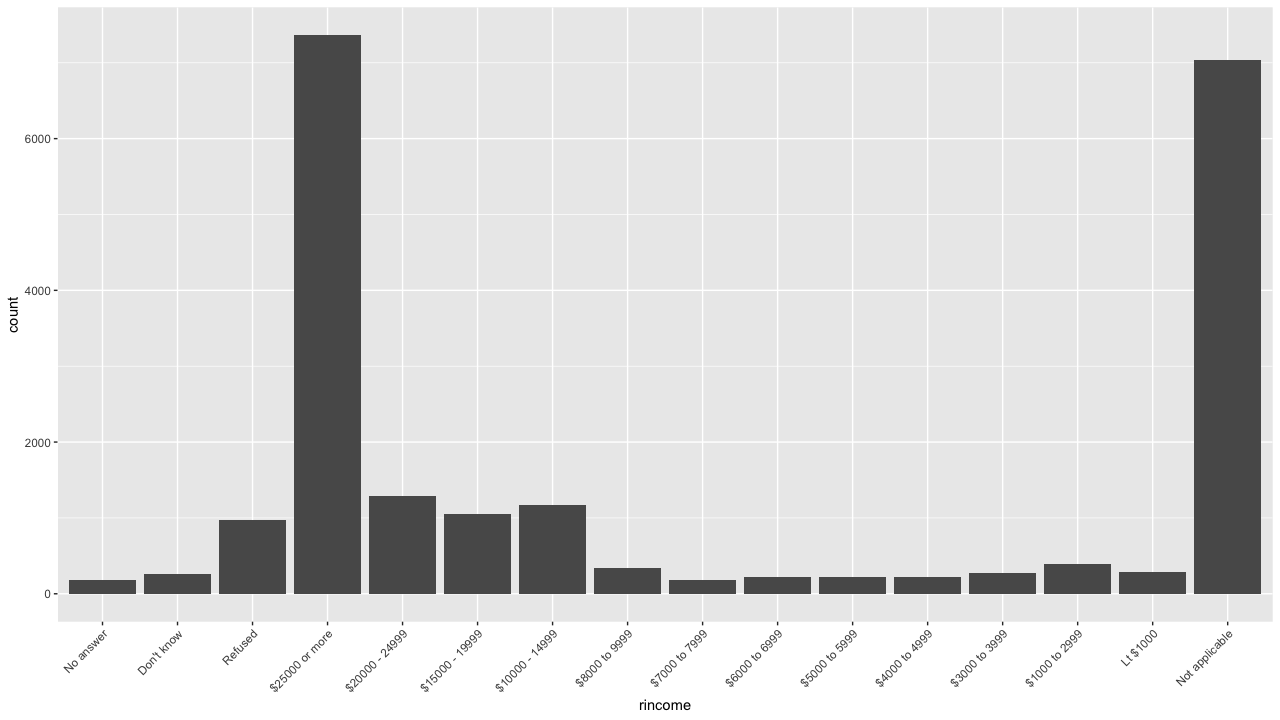 count
6000
4000
2000
0
No answer
Don't know
Refused
$25000 or more
$20000 - 24999
$15000 - 19999
$10000 - 14999
$8000 to 9999
$7000 to 7999
$6000 to 6999
$5000 to 5999
$4000 to 4999
$3000 to 3999
$1000 to 2999
Lt $1000
Not applicable
rincome